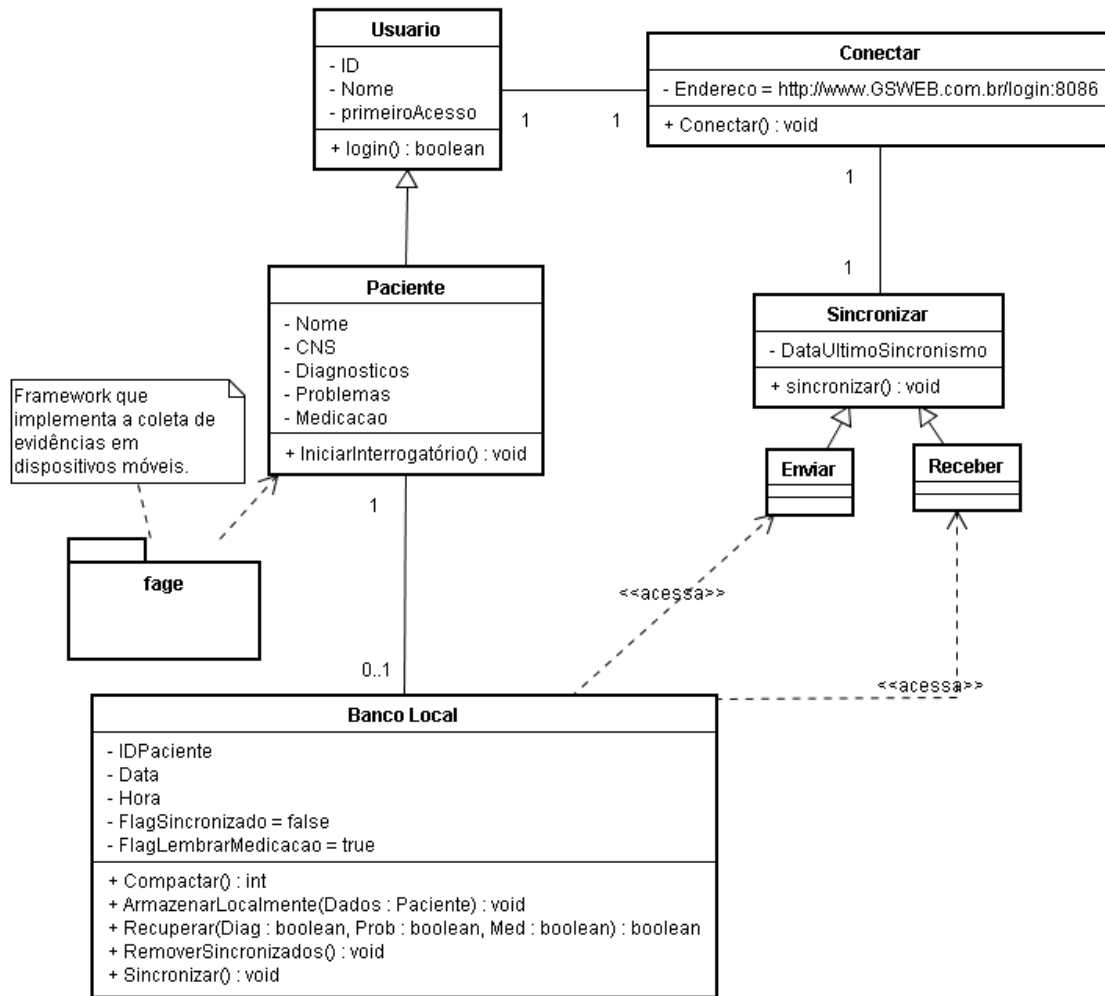 Usuario
- ID
- Nome
- primeiroAcesso
+ login() : boolean
1
1
Conectar
- Endereco = http://www.GSWEB.com.br/login:8086
+ Conectar() : void
1
1
Paciente
- Nome
- CNS
- Diagnosticos
- Problemas
- Medicacao
+ IniciarInterrogatório() : void
1
0..1
Sincronizar
- DataUltimoSincronismo
+ sincronizar() : void
Enviar
Receber
Framework que
implementa a coleta de
evidências em
dispositivos móveis.
fage
<<acessa>>
<<acessa>>
Banco Local
- IDPaciente
- Data
- Hora
- FlagSincronizado = false
- FlagLembrarMedicacao = true
+ Compactar() : int
+ ArmazenarLocalmente(Dados : Paciente) : void
+ Recuperar(Diag : boolean, Prob : boolean, Med : boolean) : boolean
+ RemoverSincronizados() : void
+ Sincronizar() : void